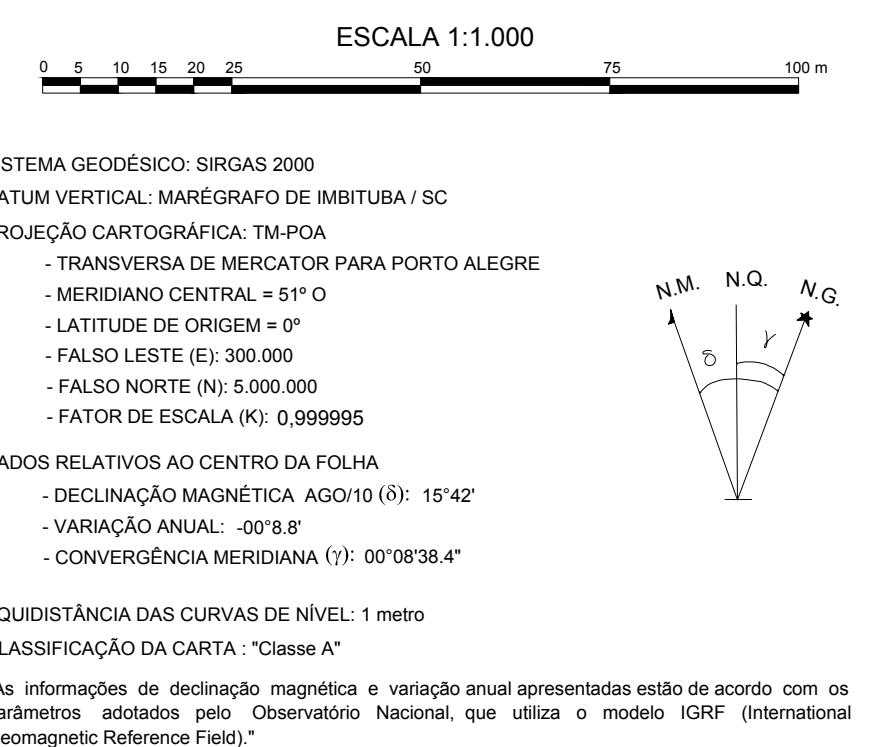 ESCALA 1:1.000
0 5 10 15 20 25 50 75 100 m
ISTEMA GEODÉSICO: SIRGAS 2000
ATUM VERTICAL: MARÉGRAFO DE IMBITUBA / SC
ROJEÇÃO CARTOGRÁFICA: TM-POA
- TRANSVERSA DE MERCATOR PARA PORTO ALEGRE
- MERIDIANO CENTRAL = 51º O
- LATITUDE DE ORIGEM = 0º
- FALSO LESTE (E): 300.000
- FALSO NORTE (N): 5.000.000
- FATOR DE ESCALA (K): 0,999995
N.M. N.Q. N.G.
δ γ
ADOS RELATIVOS AO CENTRO DA FOLHA
- DECLINAÇÃO MAGNÉTICA AGO/10 (δ): 15°42'
- VARIAÇÃO ANUAL: -00°8.8'
- CONVERGÊNCIA MERIDIANA (γ): 00°08'38.4"
QUIDISTÂNCIA DAS CURVAS DE NÍVEL: 1 metro
LASSIFICAÇÃO DA CARTA : "Classe A"
As informações de declinação magnética e variação anual apresentadas estão de acordo com os
arâmetros adotados pelo Observatório Nacional, que utiliza o modelo IGRF (International
eomagnetic Reference Field)."